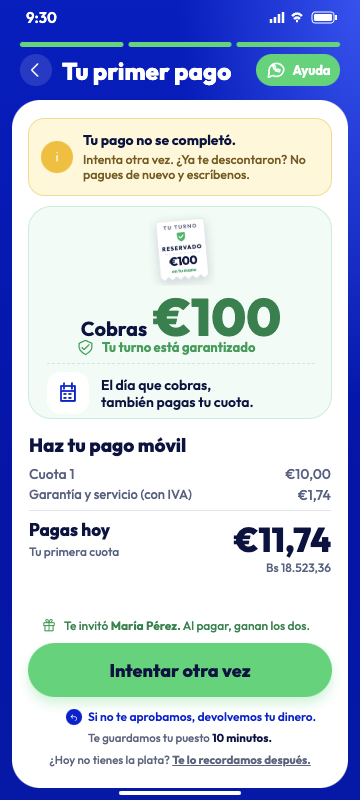 9:30
Tu primer pago
Ayuda
Tu pago no se completó.
Intenta otra vez. ¿Ya te descontaron? No
pagues de nuevo y escríbenos.
TU TURNO
RESERVADO
€100
en tu mano
Cobras €100
Tu turno está garantizado
El día que cobras,
también pagas tu cuota.
Haz tu pago móvil
Cuota 1 €10,00
Garantía y servicio (con IVA) €1,74
Pagas hoy €11,74
Tu primera cuota
Bs 18.523,36
Te invitó María Pérez. Al pagar, ganan los dos.
Intentar otra vez
Si no te aprobamos, devolvemos tu dinero.
Te guardamos tu puesto 10 minutos.
¿Hoy no tienes la plata? Te lo recordamos después.